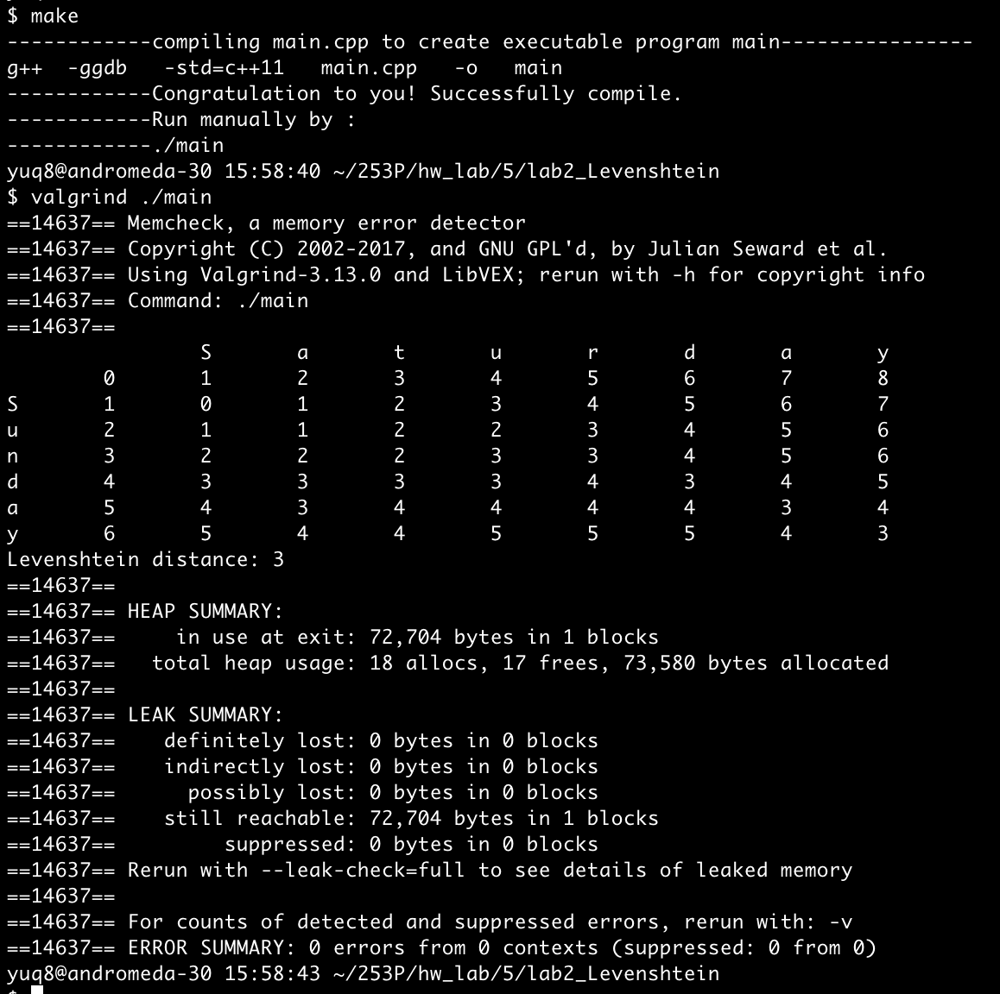 $ make
------------compiling main.cpp to create executable program main----------------
g++  -ggdb   -std=c++11   main.cpp   -o   main
------------Congratulation to you! Successfully compile.
------------Run manually by :
------------./main
yuq8@andromeda-30 15:58:40 ~/253P/hw_lab/5/lab2_Levenshtein
$ valgrind ./main
==14637== Memcheck, a memory error detector
==14637== Copyright (C) 2002-2017, and GNU GPL'd, by Julian Seward et al.
==14637== Using Valgrind-3.13.0 and LibVEX; rerun with -h for copyright info
==14637== Command: ./main
==14637==
                S       a       t       u       r       d       a       y
        0       1       2       3       4       5       6       7       8
S       1       0       1       2       3       4       5       6       7
u       2       1       1       2       2       3       4       5       6
n       3       2       2       2       3       3       4       5       6
d       4       3       3       3       3       4       3       4       5
a       5       4       3       4       4       4       4       3       4
y       6       5       4       4       5       5       5       4       3
Levenshtein distance: 3
==14637==
==14637== HEAP SUMMARY:
==14637==     in use at exit: 72,704 bytes in 1 blocks
==14637==   total heap usage: 18 allocs, 17 frees, 73,580 bytes allocated
==14637==
==14637== LEAK SUMMARY:
==14637==    definitely lost: 0 bytes in 0 blocks
==14637==    indirectly lost: 0 bytes in 0 blocks
==14637==      possibly lost: 0 bytes in 0 blocks
==14637==    still reachable: 72,704 bytes in 1 blocks
==14637==         suppressed: 0 bytes in 0 blocks
==14637== Rerun with --leak-check=full to see details of leaked memory
==14637==
==14637== For counts of detected and suppressed errors, rerun with: -v
==14637== ERROR SUMMARY: 0 errors from 0 contexts (suppressed: 0 from 0)
yuq8@andromeda-30 15:58:43 ~/253P/hw_lab/5/lab2_Levenshtein